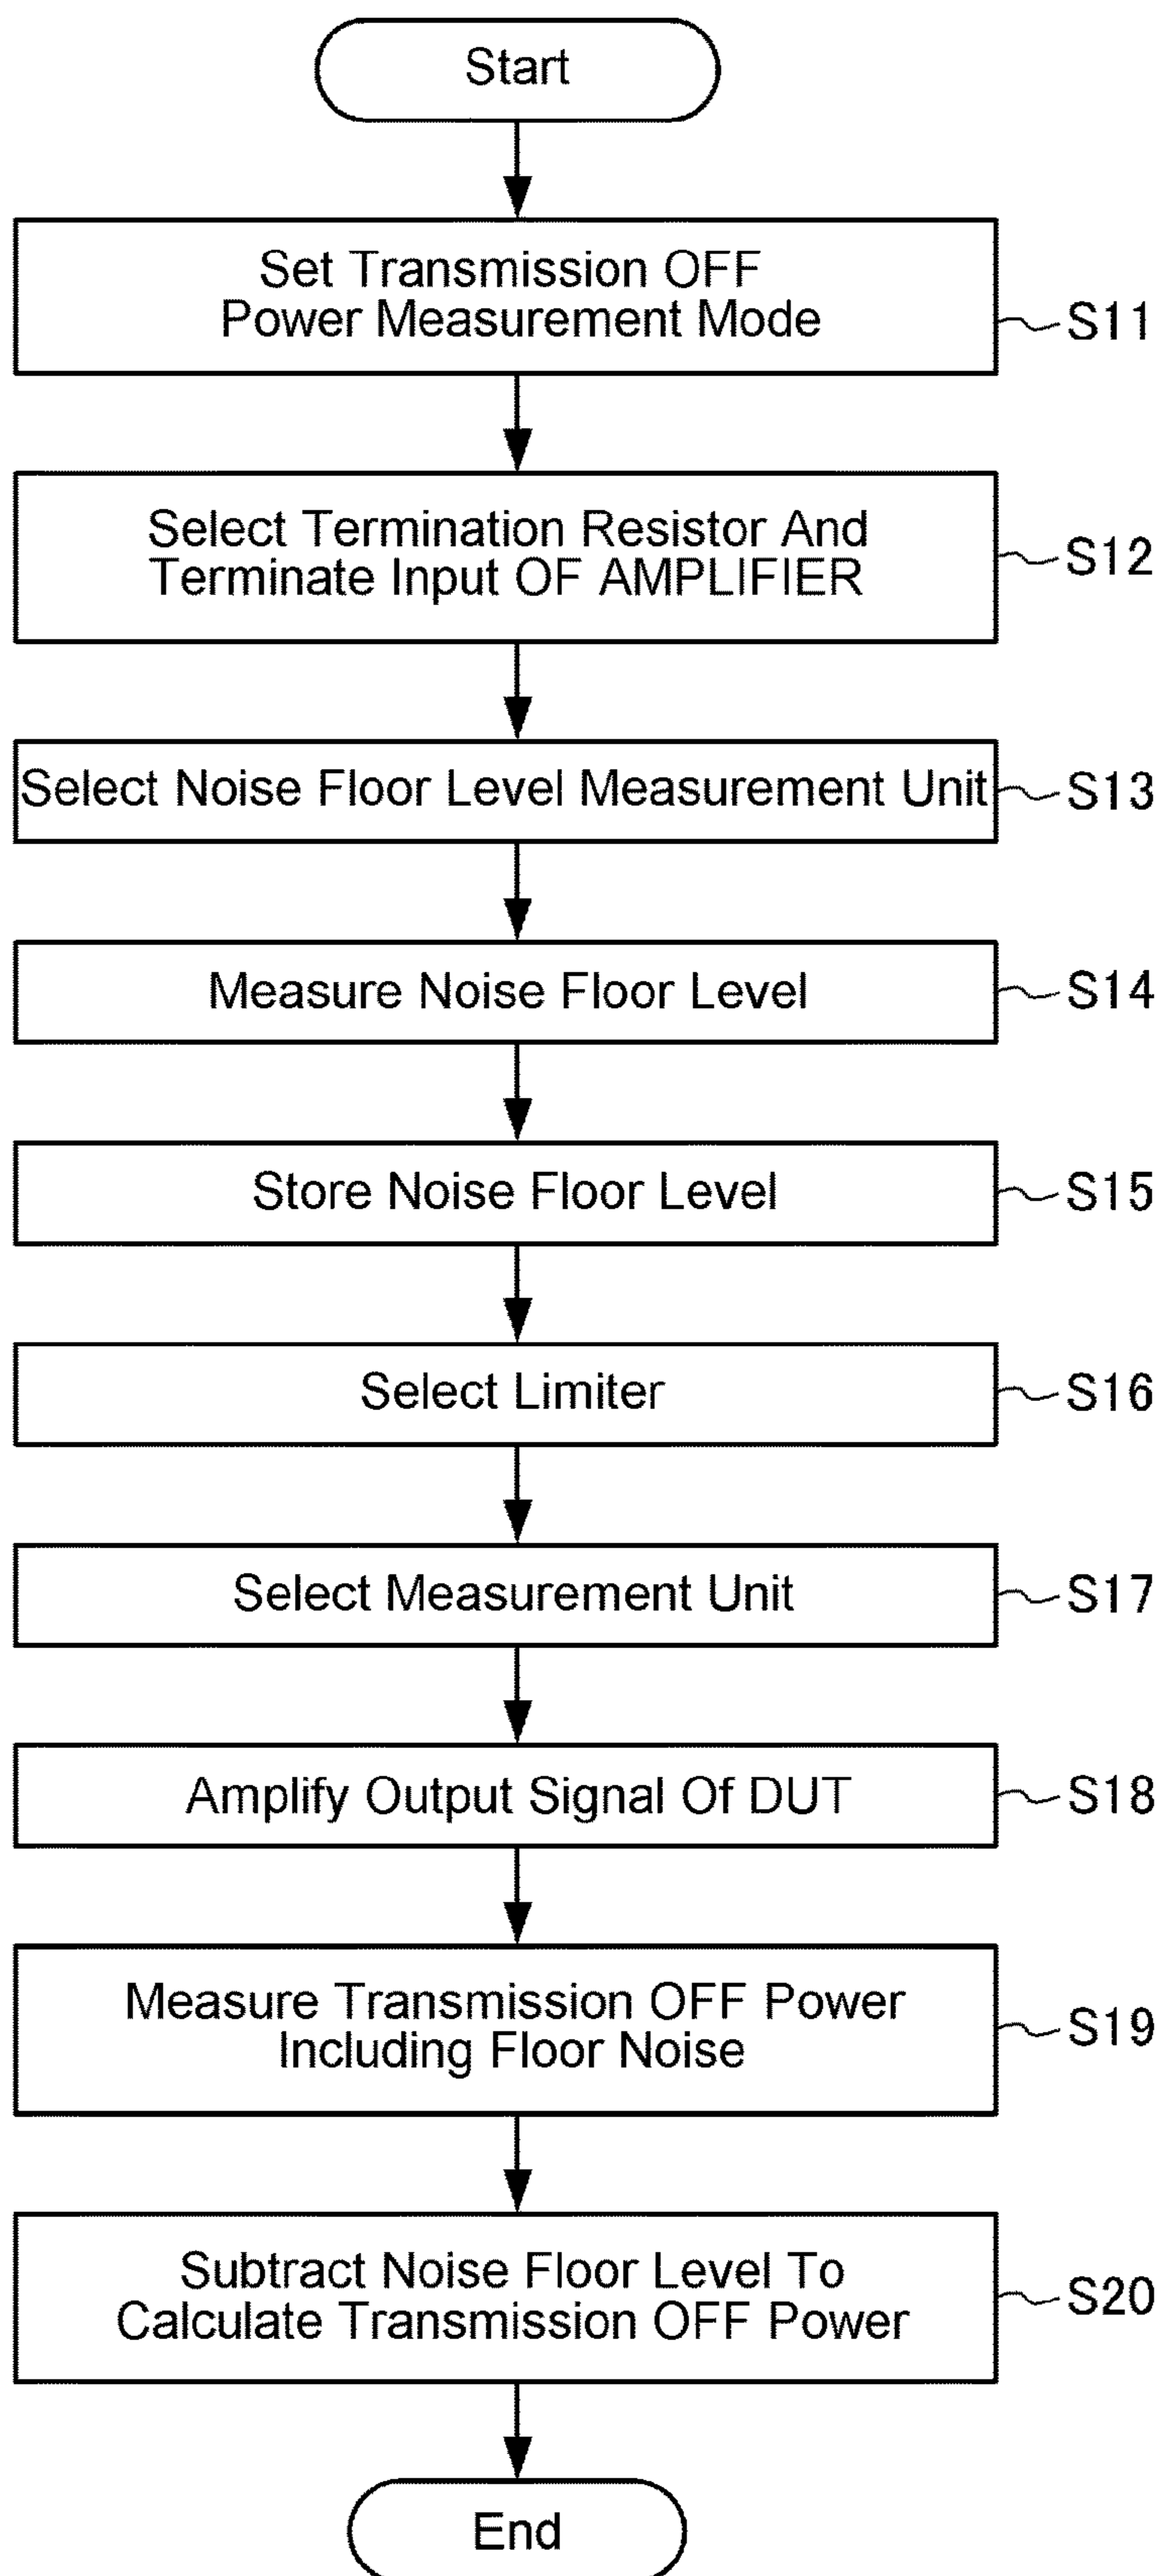 Start
Set Transmission OFF
Power Measurement Mode
S11
Select Termination Resistor And
Terminate Input OF AMPLIFIER
S12
Select Noise Floor Level Measurement Unit
S13
Measure Noise Floor Level
S14
Store Noise Floor Level
S15
Select Limiter
S16
Select Measurement Unit
S17
Amplify Output Signal Of DUT
S18
Measure Transmission OFF Power
Including Floor Noise
S19
Subtract Noise Floor Level To
Calculate Transmission OFF Power
S20
End